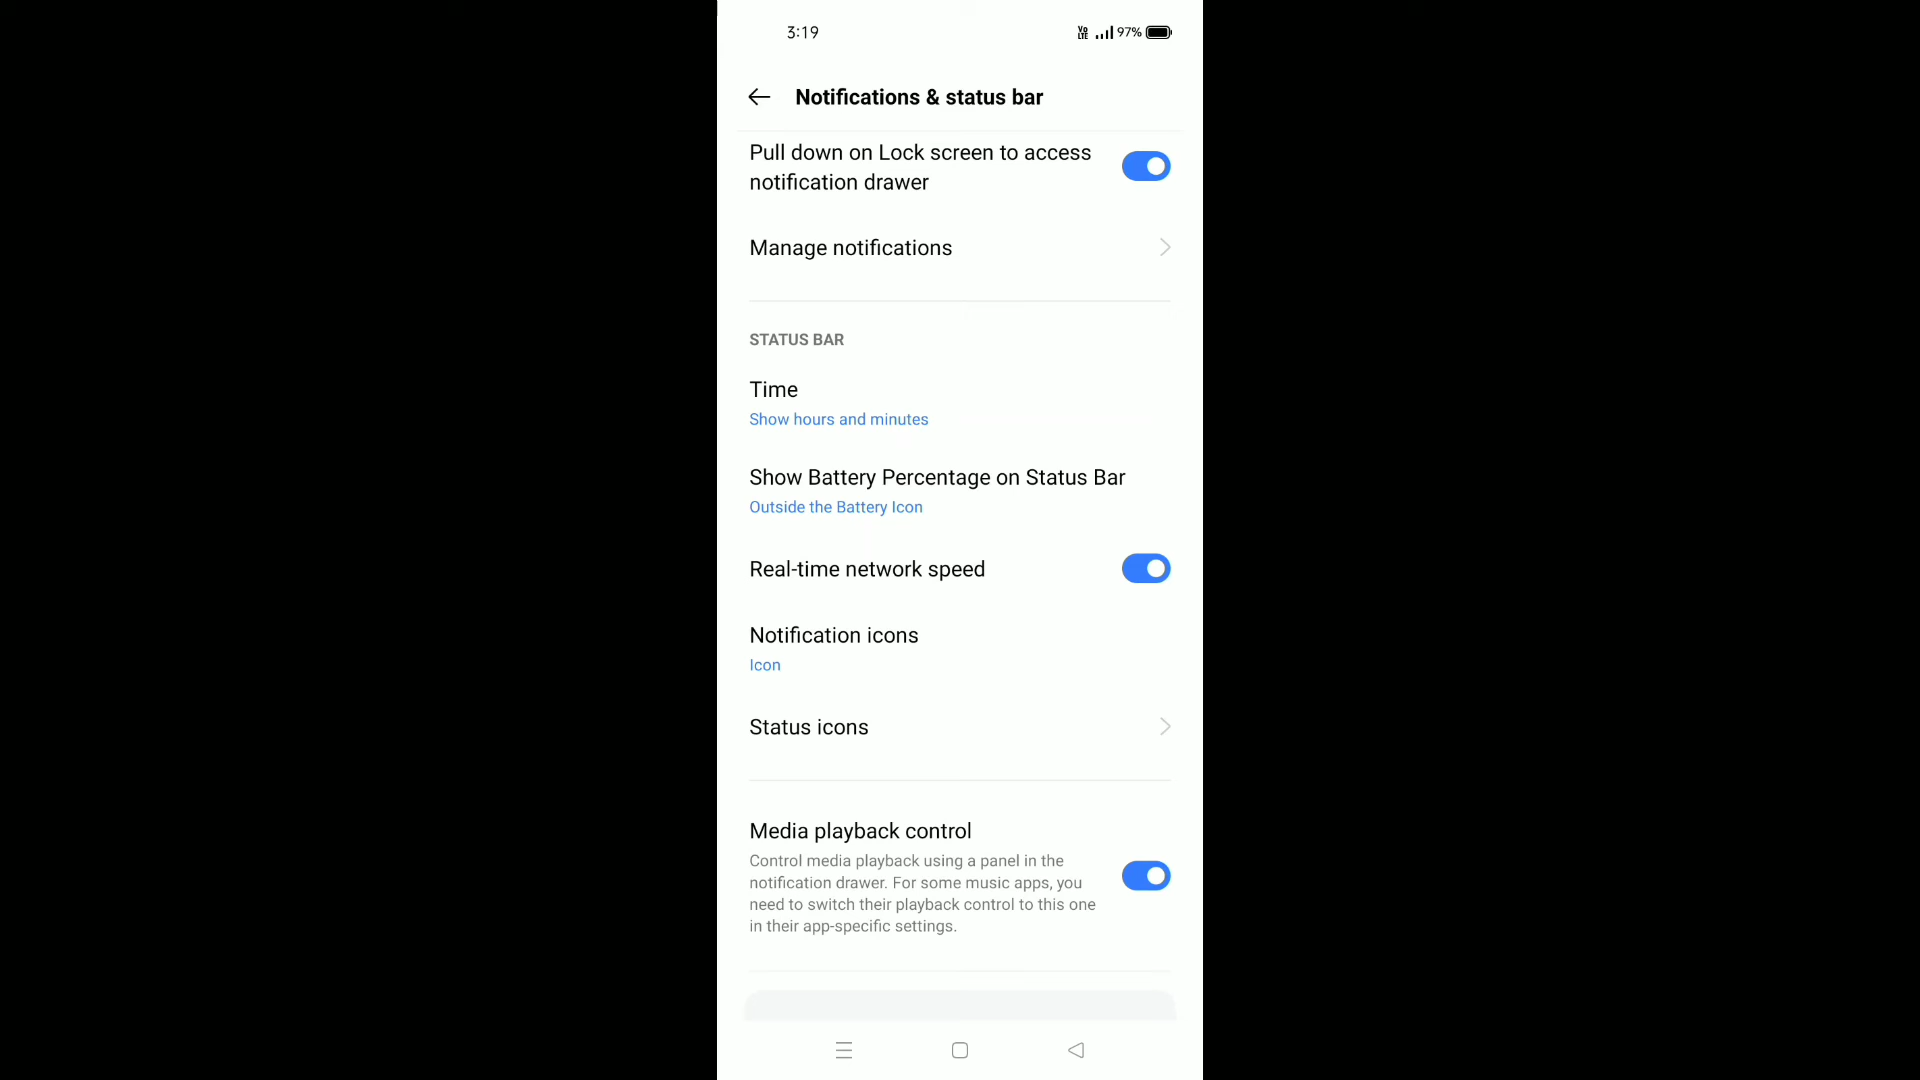 3:19
Vo LTE 97%
Notifications & status bar
Pull down on Lock screen to access
notification drawer
Manage notifications
STATUS BAR
Time
Show hours and minutes
Show Battery Percentage on Status Bar
Outside the Battery Icon
Real-time network speed
Notification icons
Icon
Status icons
Media playback control
Control media playback using a panel in the
notification drawer. For some music apps, you
need to switch their playback control to this one
in their app-specific settings.